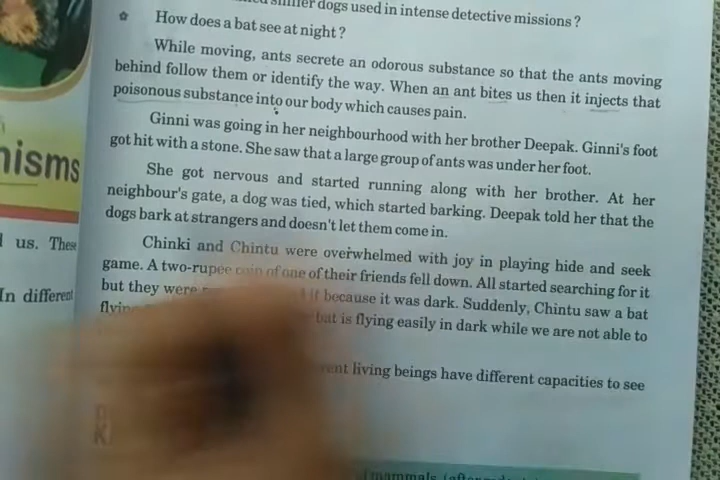 dogs used in intense detective missions ?
How does a bat see at night ?
While moving, ants secrete an odorous substance so that the ants moving
behind follow them or identify the way. When an ant bites us then it injects that
poisonous substance into our body which causes pain.
Ginni was going in her neighbourhood with her brother Deepak. Ginni's foot
got hit with a stone. She saw that a large group of ants was under her foot.
She got nervous and started running along with her brother. At her
neighbour's gate, a dog was tied, which started barking. Deepak told her that the
dogs bark at strangers and doesn't let them come in.
Chinki and Chintu were overwhelmed with joy in playing hide and seek
game. A two-rupee coin of one of their friends fell down. All started searching for it
but they were it because it was dark. Suddenly, Chintu saw a bat
bat is flying easily in dark while we are not able to
living beings have different capacities to see
nisms
us. These
In different
mammals